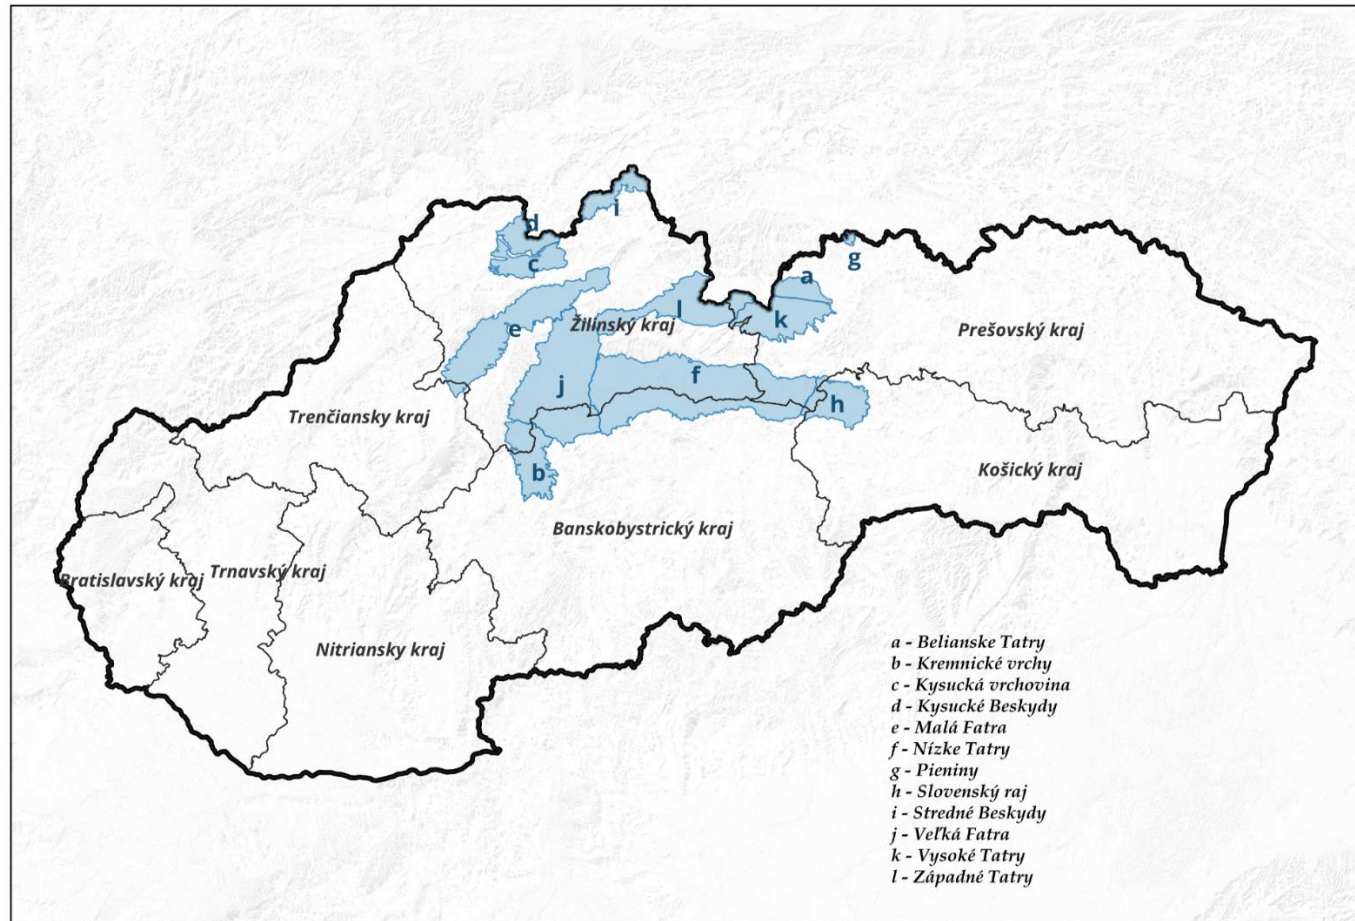 i
d
g
c
a
l
k
e
Žilinský kraj
Prešovský kraj
f
j
h
Trenčiansky kraj
b
Košický kraj
Banskobystrický kraj
Bratislavský kraj
Trnavský kraj
Nitriansky kraj
a - Belianske Tatry
b - Kremnické vrchy
c - Kysucká vrchovina
d - Kysucké Beskydy
e - Malá Fatra
f - Nízke Tatry
g - Pieniny
h - Slovenský raj
i - Stredné Beskydy
j - Veľká Fatra
k - Vysoké Tatry
l - Západné Tatry